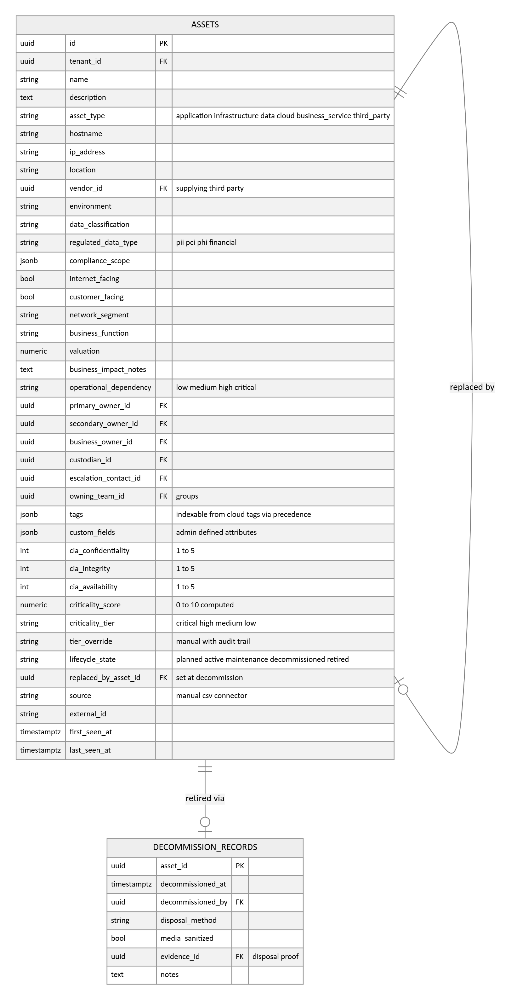 ASSETS
uuid id PK
uuid tenant_id FK
string name
text description
string asset_type application infrastructure data cloud business_service third_party
string hostname
string ip_address
string location
uuid vendor_id FK supplying third party
string environment
string data_classification
string regulated_data_type pii pci phi financial
jsonb compliance_scope
bool internet_facing
bool customer_facing
string network_segment
string business_function
numeric valuation
text business_impact_notes
string operational_dependency low medium high critical
replaced by
uuid primary_owner_id FK
uuid secondary_owner_id FK
uuid business_owner_id FK
uuid custodian_id FK
uuid escalation_contact_id FK
uuid owning_team_id FK groups
jsonb tags indexable from cloud tags via precedence
jsonb custom_fields admin defined attributes
int cia_confidentiality 1 to 5
int cia_integrity 1 to 5
int cia_availability 1 to 5
numeric criticality_score 0 to 10 computed
string criticality_tier critical high medium low
string tier_override manual with audit trail
string lifecycle_state planned active maintenance decommissioned retired
uuid replaced_by_asset_id FK set at decommission
string source manual csv connector
string external_id
timestamptz first_seen_at
timestamptz last_seen_at
retired via
DECOMMISSION_RECORDS
uuid asset_id PK
timestamptz decommissioned_at
uuid decommissioned_by FK
string disposal_method
bool media_sanitized
uuid evidence_id FK disposal proof
text notes